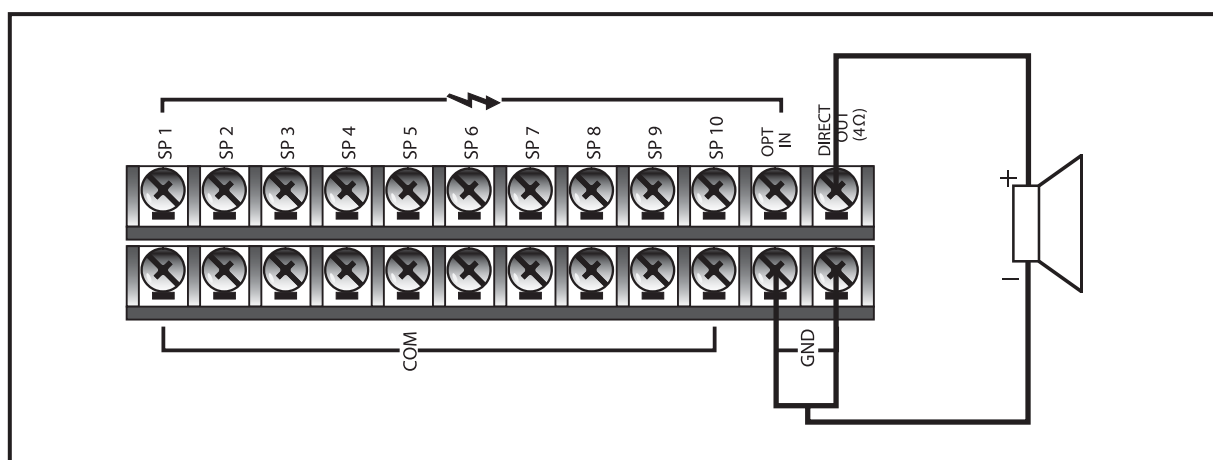 SP 1
SP 2
SP 3
SP 4
SP 5
SP 6
SP 7
SP 8
SP 9
SP 10
OPT
IN
DIRECT
OUT
(4Ω)
+
–
COM
GND